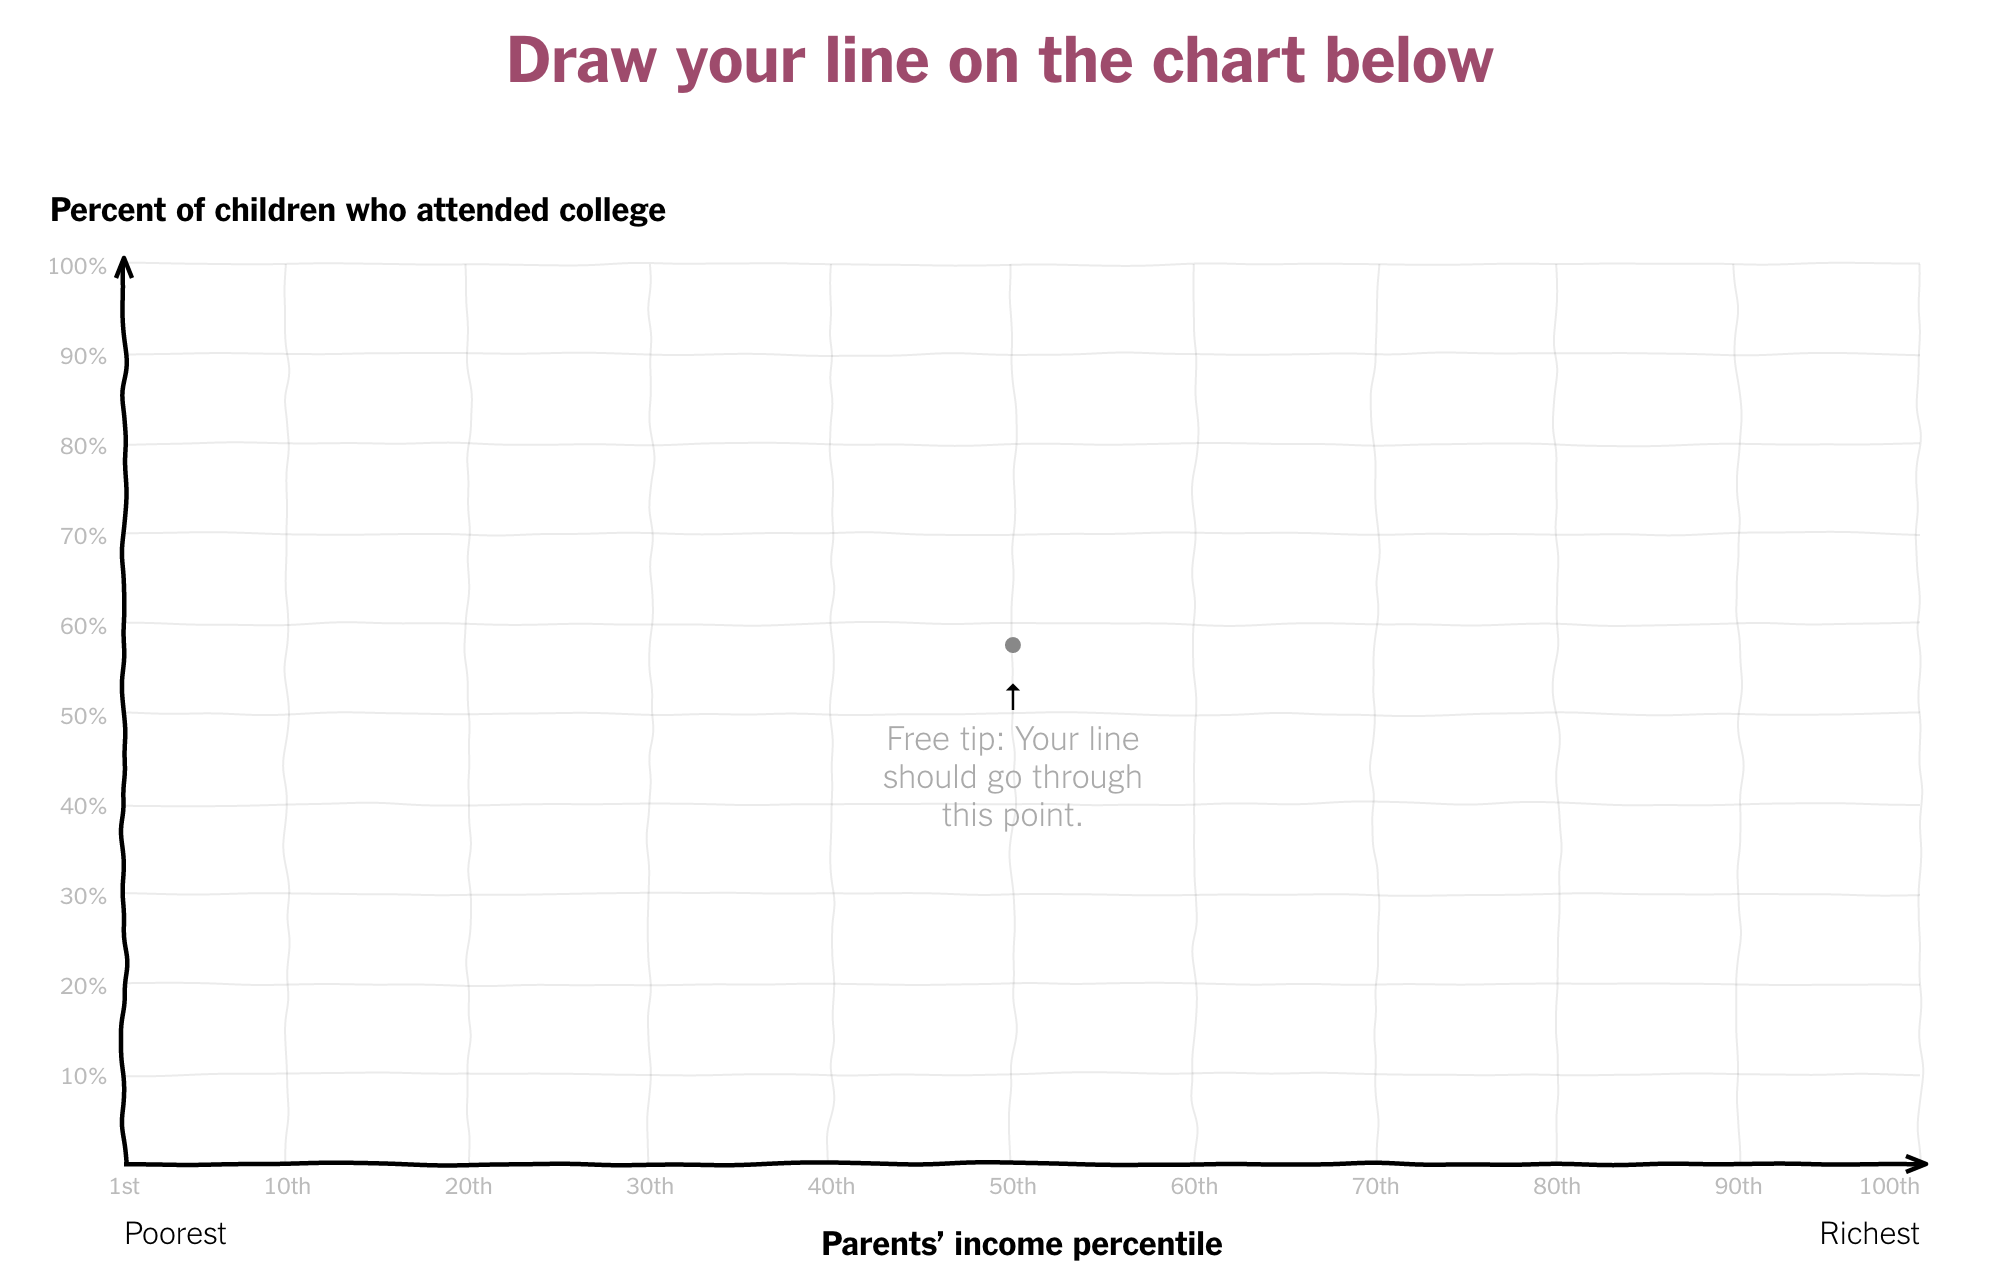 Draw your line on the chart below
Percent of children who attended college
100%
90%
80%
70%
60%
50%
40%
30%
20%
10%
Free tip: Your line
should go through
this point.
1st 10th 20th 30th 40th 50th 60th 70th 80th 90th 100th
Poorest Parents’ income percentile Richest